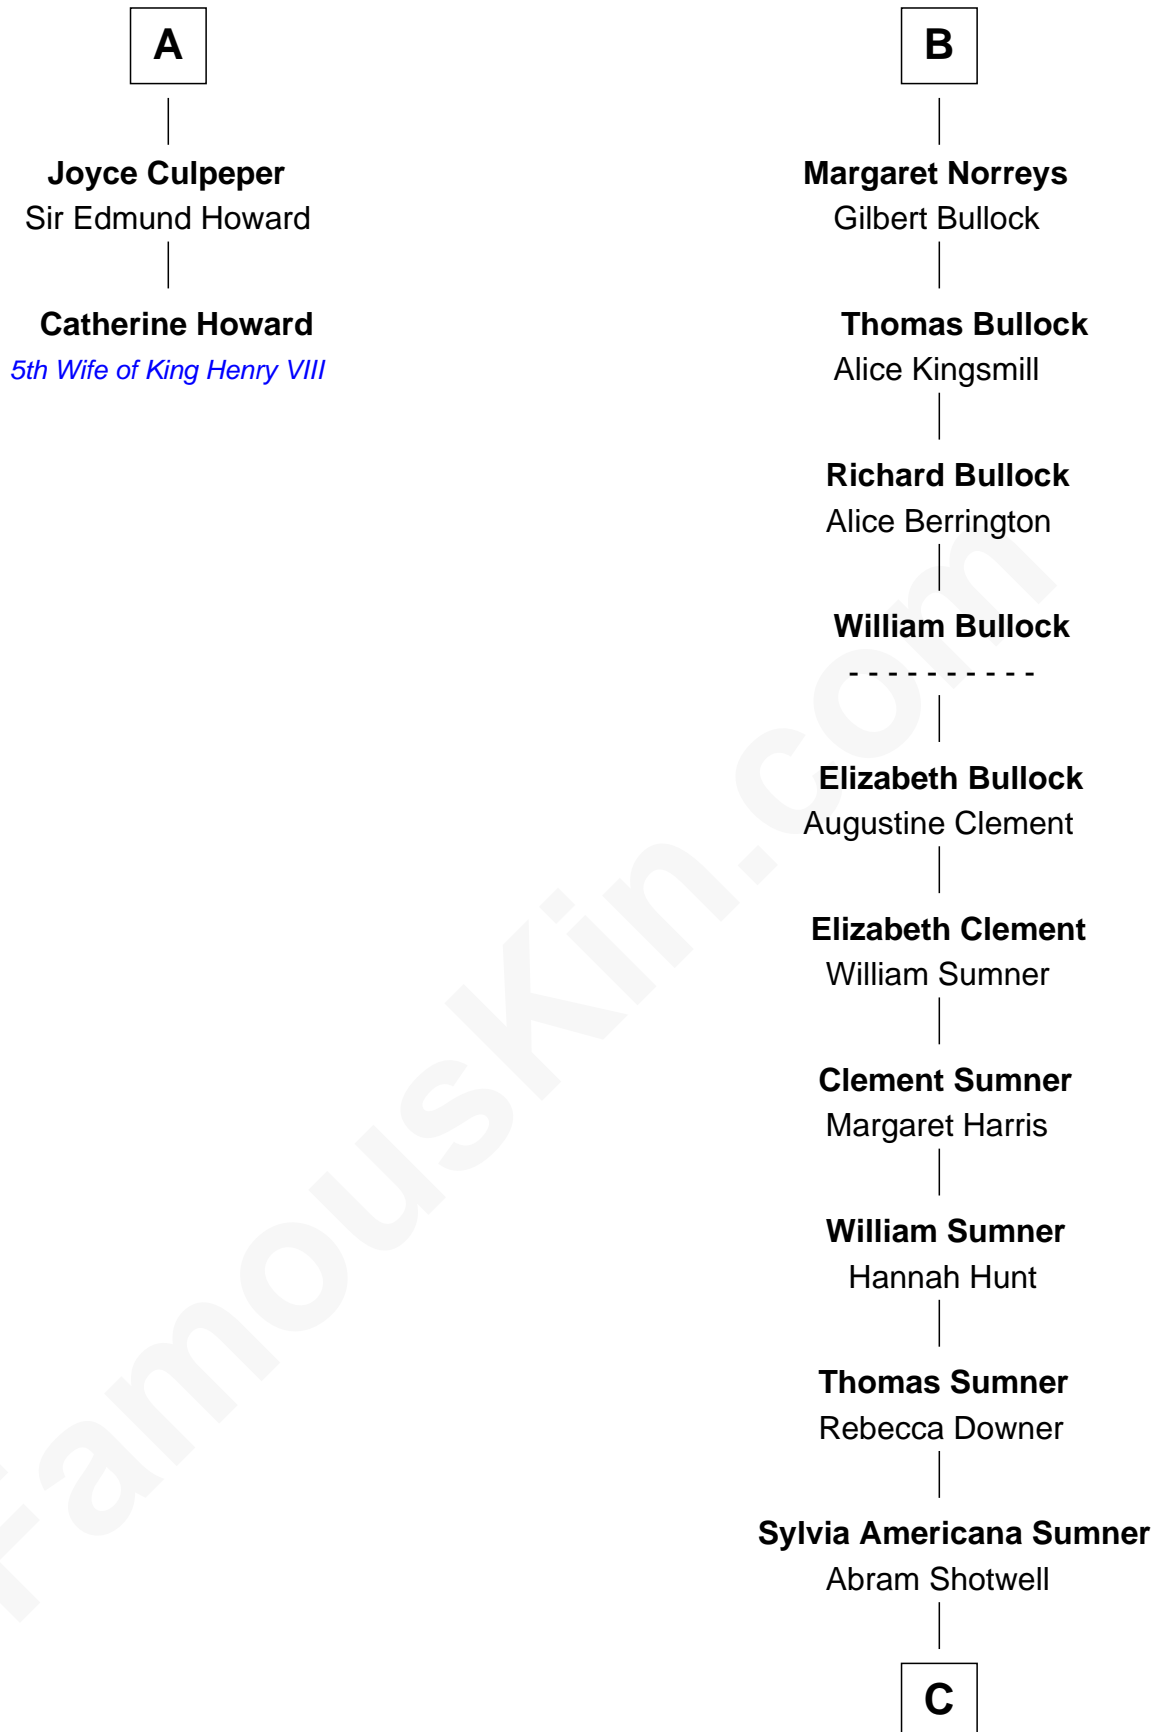 A
Joyce Culpeper
Sir Edmund Howard
Catherine Howard
5th Wife of King Henry VIII
B
Margaret Norreys
Gilbert Bullock
Thomas Bullock
Alice Kingsmill
Richard Bullock
Alice Berrington
William Bullock
- - - - - - - - - -
Elizabeth Bullock
Augustine Clement
Elizabeth Clement
William Sumner
Clement Sumner
Margaret Harris
William Sumner
Hannah Hunt
Thomas Sumner
Rebecca Downer
Sylvia Americana Sumner
Abram Shotwell
C
FamousKin.com